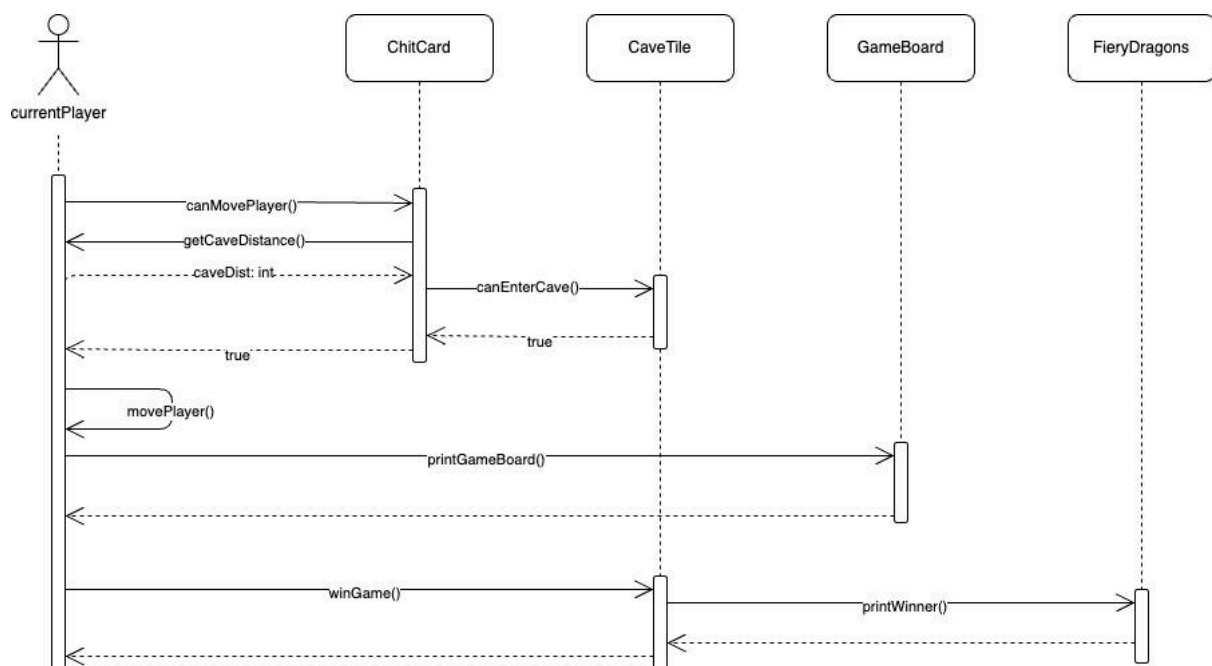 ChitCard
CaveTile
GameBoard
FieryDragons
currentPlayer
canMovePlayer()
getCaveDistance()
caveDist: int
canEnterCave()
true
true
movePlayer()
printGameBoard()
winGame()
printWinner()